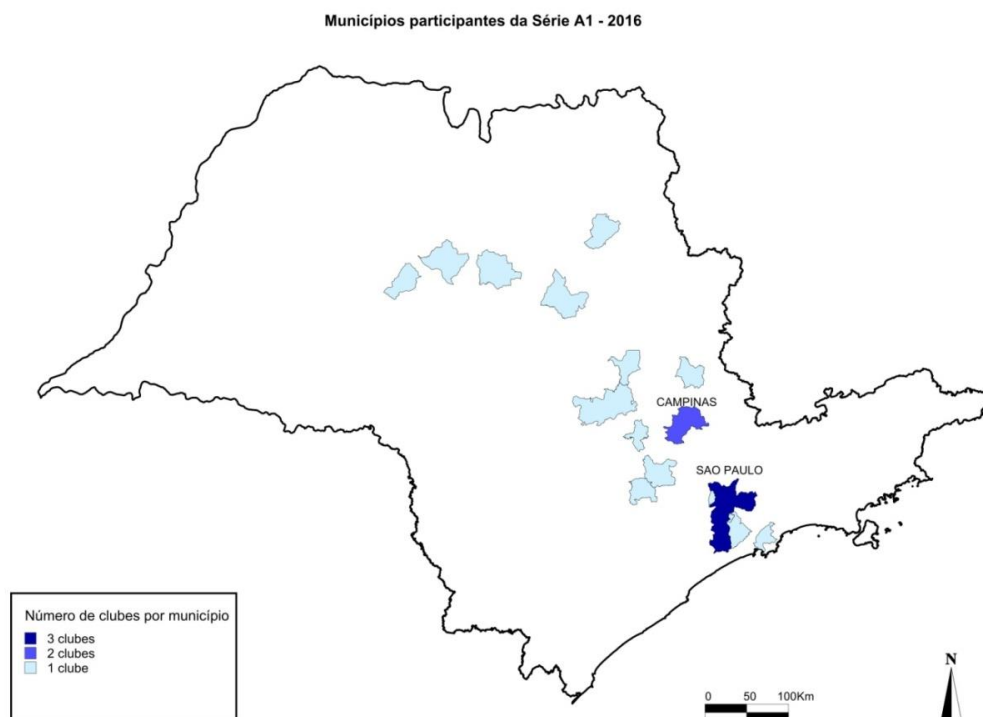 Municípios participantes da Série A1 - 2016
CAMPINAS
SAO PAULO
Número de clubes por município
3 clubes
2 clubes
1 clube
0 50 100Km
N